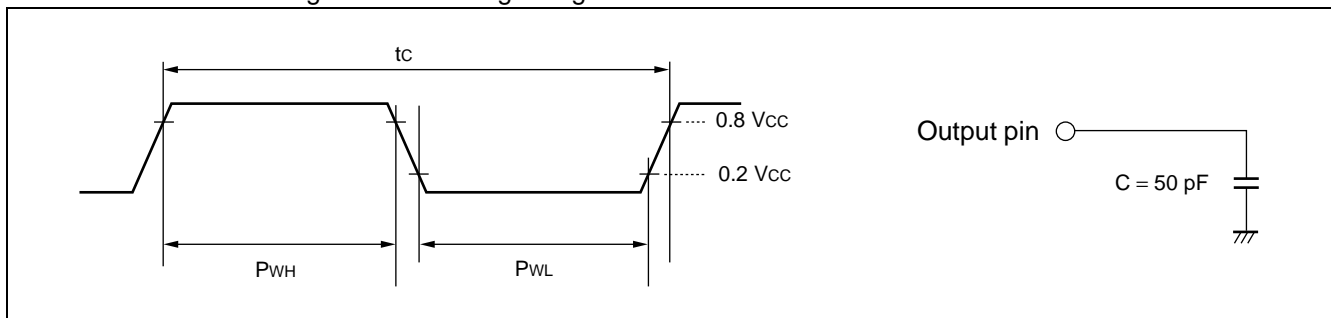 tC
0.8 VCC
0.2 VCC
PWH
PWL
Output pin
C = 50 pF